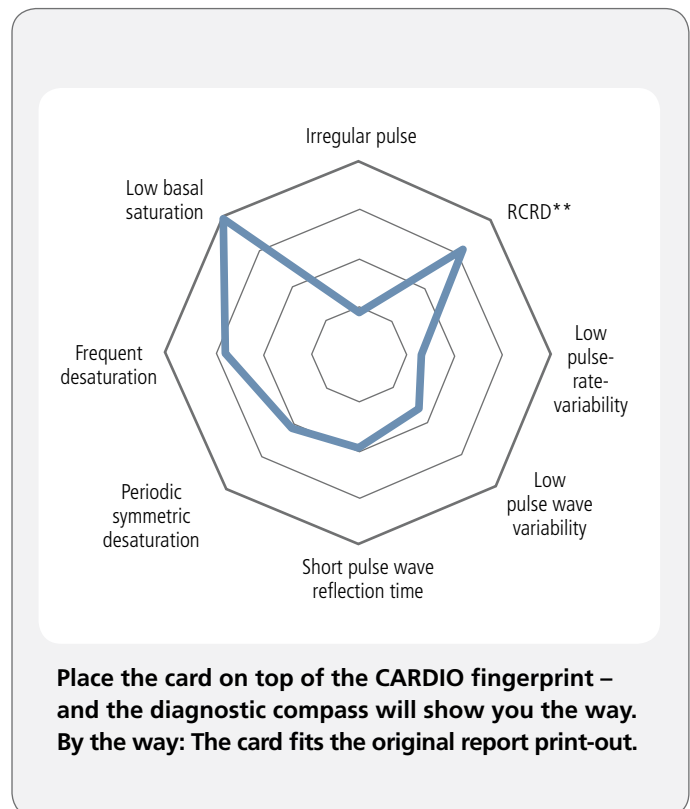 Irregular pulse
Low basal
saturation
RCRD**
Frequent
desaturation
Low
pulse-
rate-
variability
Periodic
symmetric
desaturation
Low
pulse wave
variability
Short pulse wave
reflection time
Place the card on top of the CARDIO fingerprint –
and the diagnostic compass will show you the way.
By the way: The card fits the original report print-out.